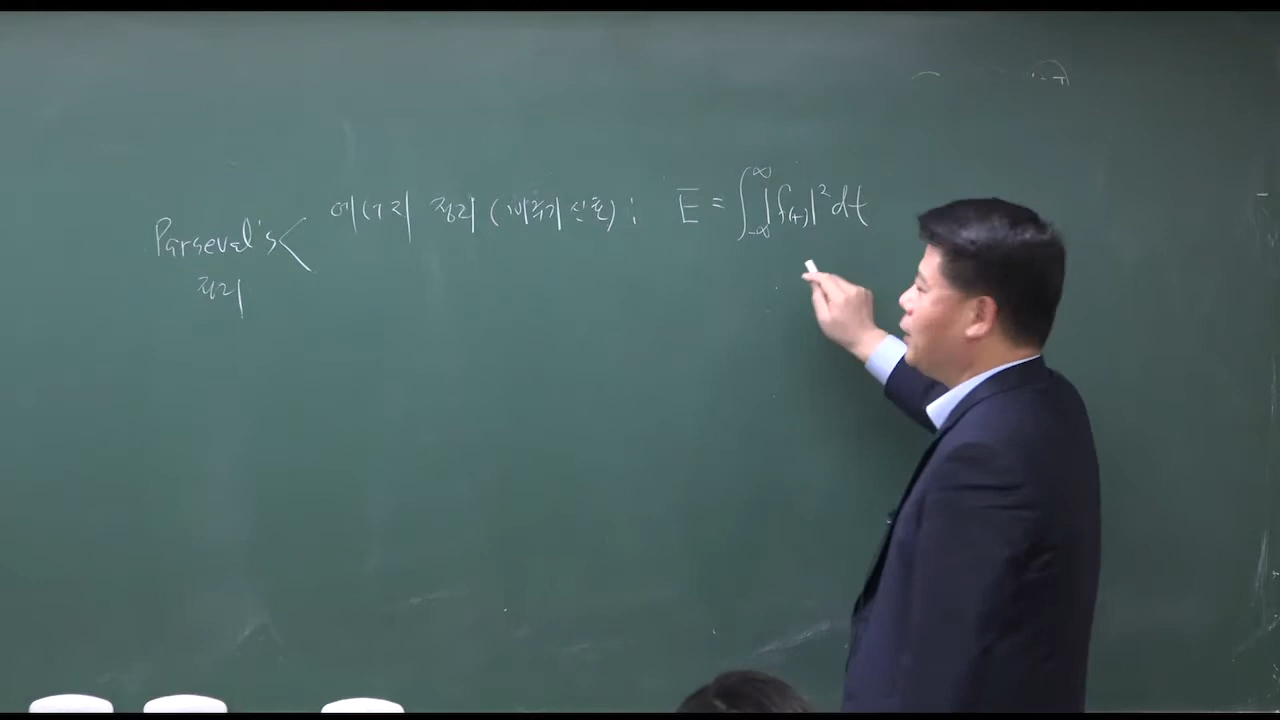 Parseval's
정리
에너지 정리 (비주기 신호) : E = ∫_{-∞}^{∞} |f(t)|² dt